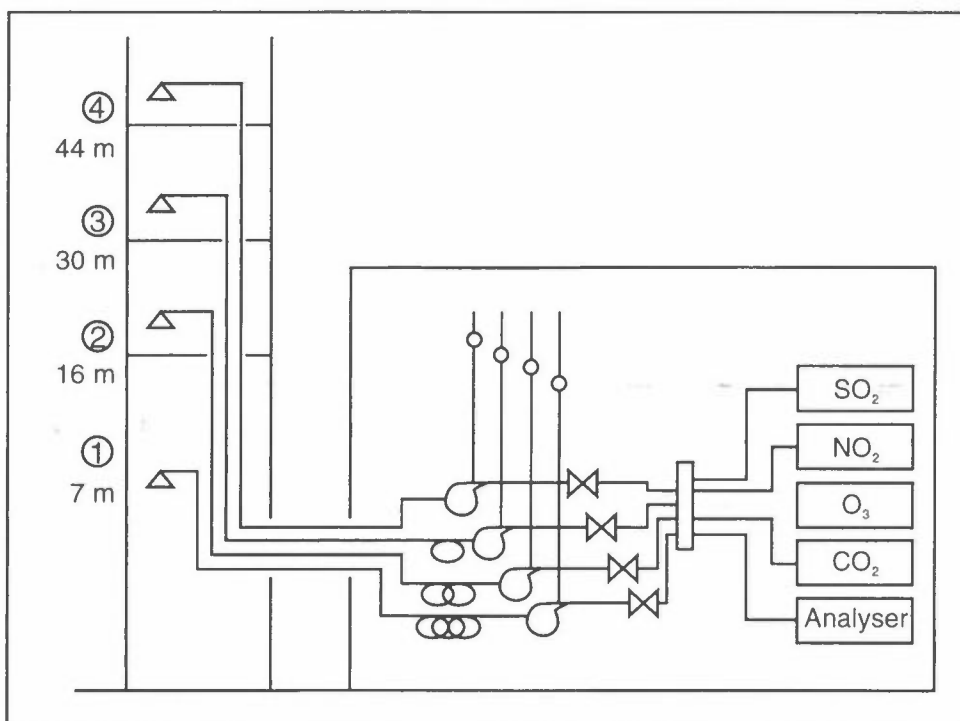 ④
44 m
③
30 m
②
16 m
①
7 m
SO₂
NO₂
O₃
CO₂
Analyser